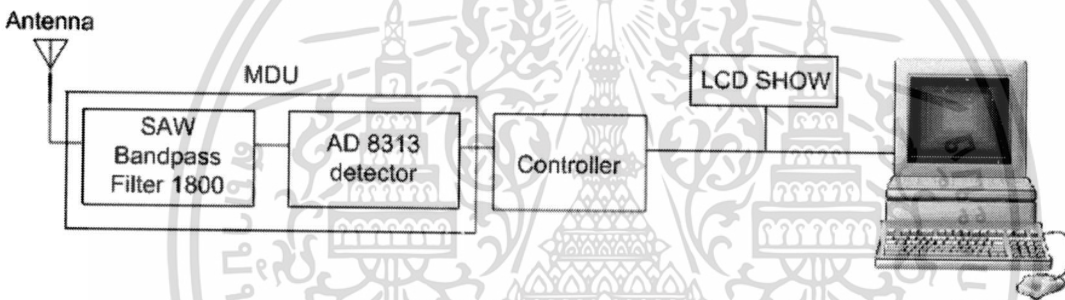 Antenna
MDU
SAW
Bandpass
Filter 1800
AD 8313
detector
Controller
LCD SHOW